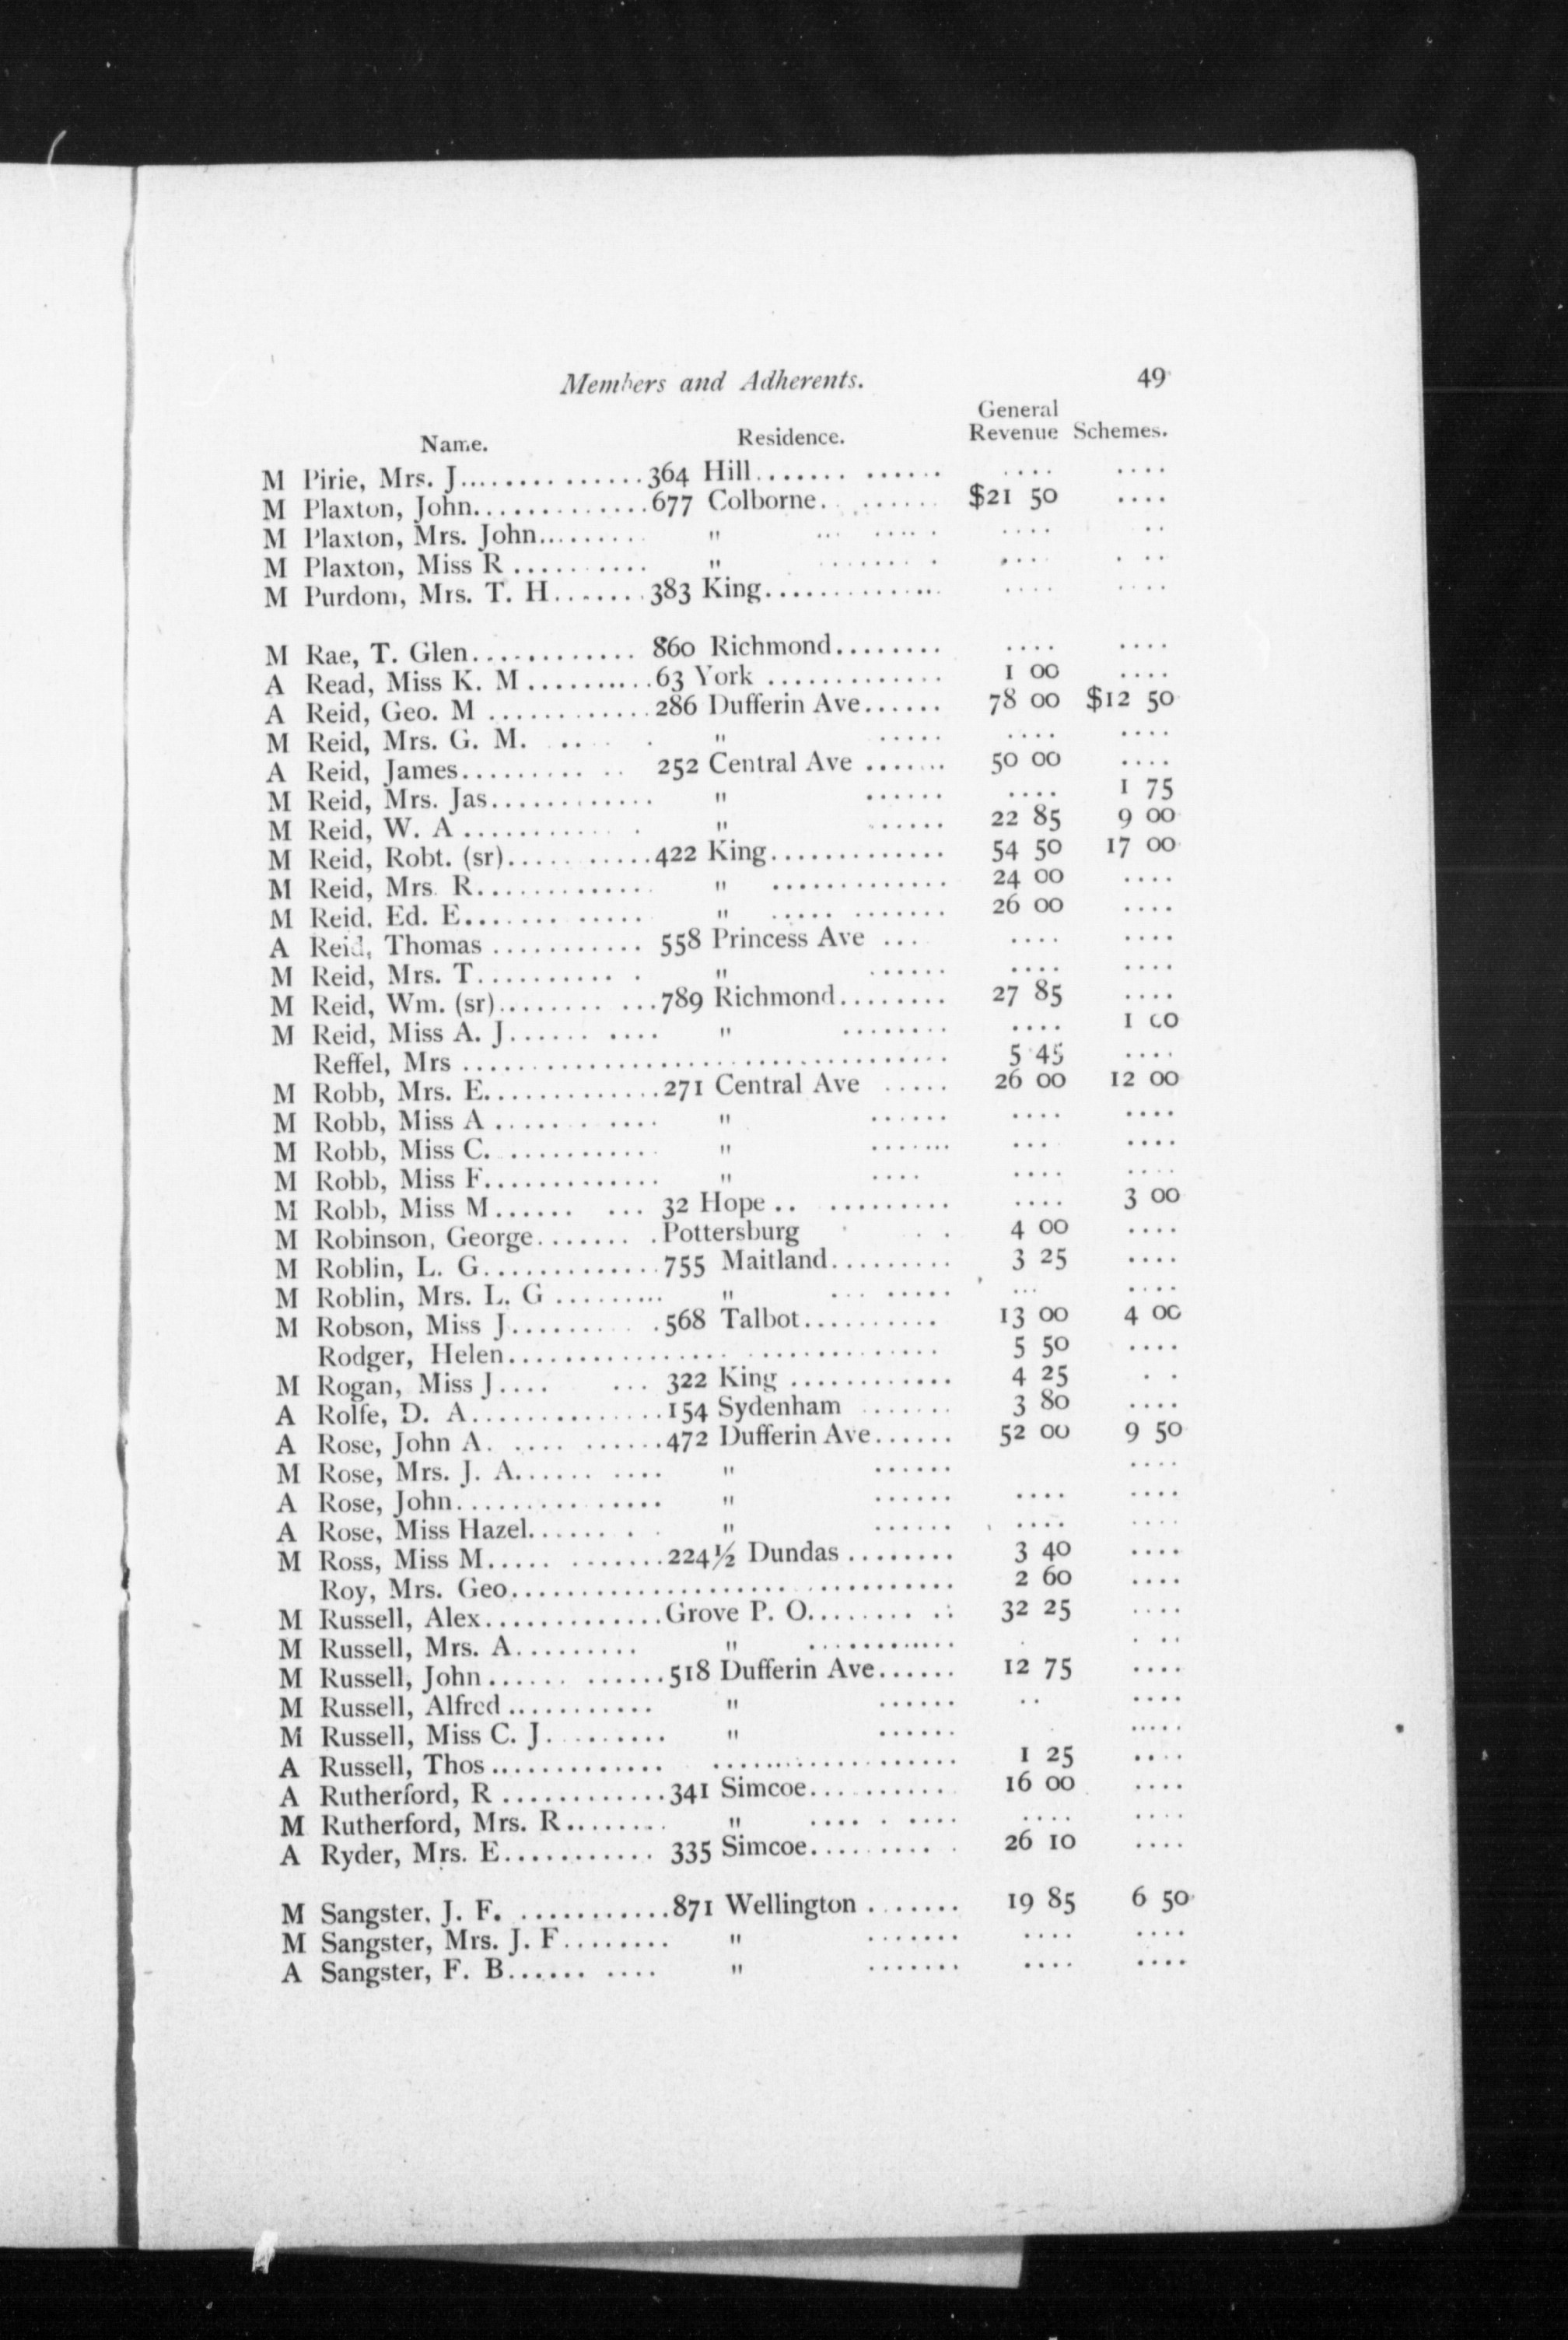 Members and Adherents. 49
General
Name. Residence. Revenue Schemes.
M Pirie, Mrs. J..............364 Hill....... ...... .... ....
M Plaxton, John.............677 Colborne. ....... $21 50 ....
M Plaxton, Mrs. John......... " ... ..... .... ..
M Plaxton, Miss R .......... " ........ .... . ..
M Purdom, Mrs. T. H.......383 King.............. .... ....
M Rae, T. Glen............ 860 Richmond........ .... ....
A Read, Miss K. M..........63 York ............. 1 00 ....
A Reid, Geo. M ............286 Dufferin Ave...... 78 00 $12 50
M Reid, Mrs. G. M. .... . " ..... .... ....
A Reid, James......... .. 252 Central Ave ....... 50 00 ....
M Reid, Mrs. Jas............ " ...... .... 1 75
M Reid, W. A........... . " ...... 22 85 9 00
M Reid, Robt. (sr)...........422 King............. 54 50 17 00
M Reid, Mrs. R............. " ............. 24 00 ....
M Reid, Ed. E....... ..... " ..... ....... 26 00 ....
A Reid, Thomas ........... 558 Princess Ave ... .... ....
M Reid, Mrs. T.......... . " ...... .... ....
M Reid, Wm. (sr)........ ...789 Richmond........ 27 85 ....
M Reid, Miss A. J...... .... " ........ .... 1 00
Reffel, Mrs .................................. 5 45 ....
M Robb, Mrs. E.............271 Central Ave ..... 26 00 12 00
M Robb, Miss A...... .... " ...... .... ....
M Robb, Miss C. ........... " ....... ... ....
M Robb, Miss F............. " .... .... ....
M Robb, Miss M...... ... 32 Hope .. ......... .... 3 00
M Robinson, George....... .Pottersburg . . 4 00 ....
M Roblin, L. G.............755 Maitland......... 3 25 ....
M Roblin, Mrs. L. G ......... " ... ..... ... ....
M Robson, Miss J......... .568 Talbot.......... 13 00 4 00
Rodger, Helen................ .............. 5 50 ....
M Rogan, Miss J.... ... 322 King ............ 4 25 . .
A Rolfe, D. A..............154 Sydenham ....... 3 80 ....
A Rose, John A. .... ......472 Dufferin Ave...... 52 00 9 50
M Rose, Mrs. J. A...... .... " ...... ....
A Rose, John............... " ...... .... ....
A Rose, Miss Hazel....... . " ...... .... ....
M Ross, Miss M..... .......224½ Dundas ........ 3 40 ....
Roy, Mrs. Geo................... ........... 2 60 ....
M Russell, Alex.............Grove P. O........ .. 32 25 ....
M Russell, Mrs. A......... " ........... . . ..
M Russell, John...... ......518 Dufferin Ave...... 12 75 ....
M Russell, Alfred........... " ...... .. ....
M Russell, Miss C. J......... " ...... .....
A Russell, Thos............. .................. 1 25 ....
A Rutherford, R ............341 Simcoe........... 16 00 ....
M Rutherford, Mrs. R........ " .... . .... .... ....
A Ryder, Mrs. E........... 335 Simcoe......... . 26 10 ....
M Sangster, J. F. ...........871 Wellington ....... 19 85 6 50
M Sangster, Mrs. J. F........ " ....... .... ....
A Sangster, F. B...... .... " ....... .... ....